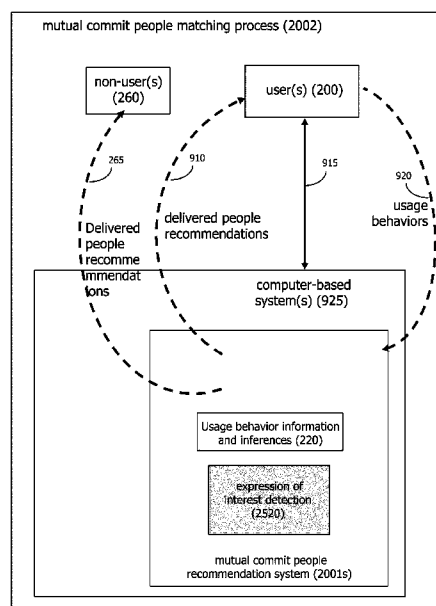 mutual commit people matching process (2002)
non-user(s)
(260)
user(s) (200)
265
910
915
920
usage
behaviors
Delivered
people
recomme
mmendat
ions
delivered people
recommendations
computer-based
system(s) (925)
Usage behavior information
and inferences (220)
expression of
interest detection
(2520)
mutual commit people
recommendation system (2001s)